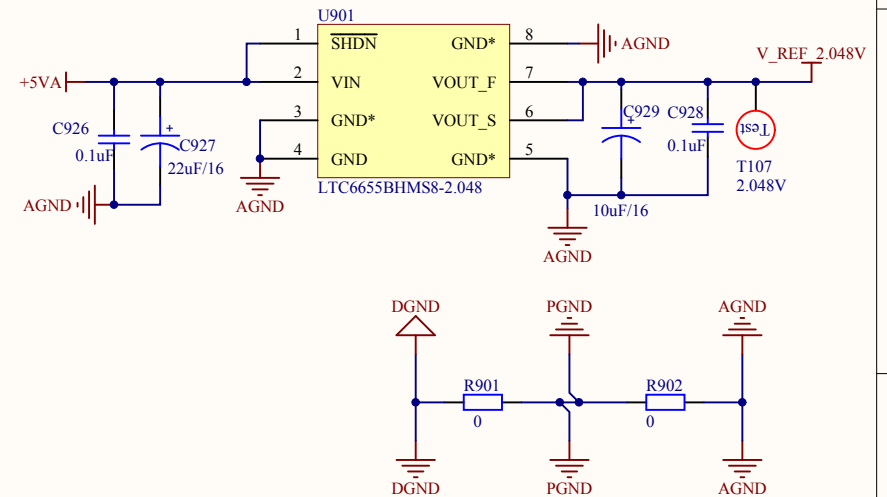 U901
1
SHDN
GND*
8
AGND
V_REF_2.048V
+5VA
2
VIN
VOUT_F
7
C926
0.1uF
+
C927
22uF/16
3
GND*
VOUT_S
6
C929
+
C928
0.1uF
Test
4
GND
GND*
5
T107
2.048V
LTC6655BHMS8-2.048
AGND
AGND
10uF/16
AGND
DGND
PGND
AGND
R901
0
R902
0
DGND
PGND
AGND